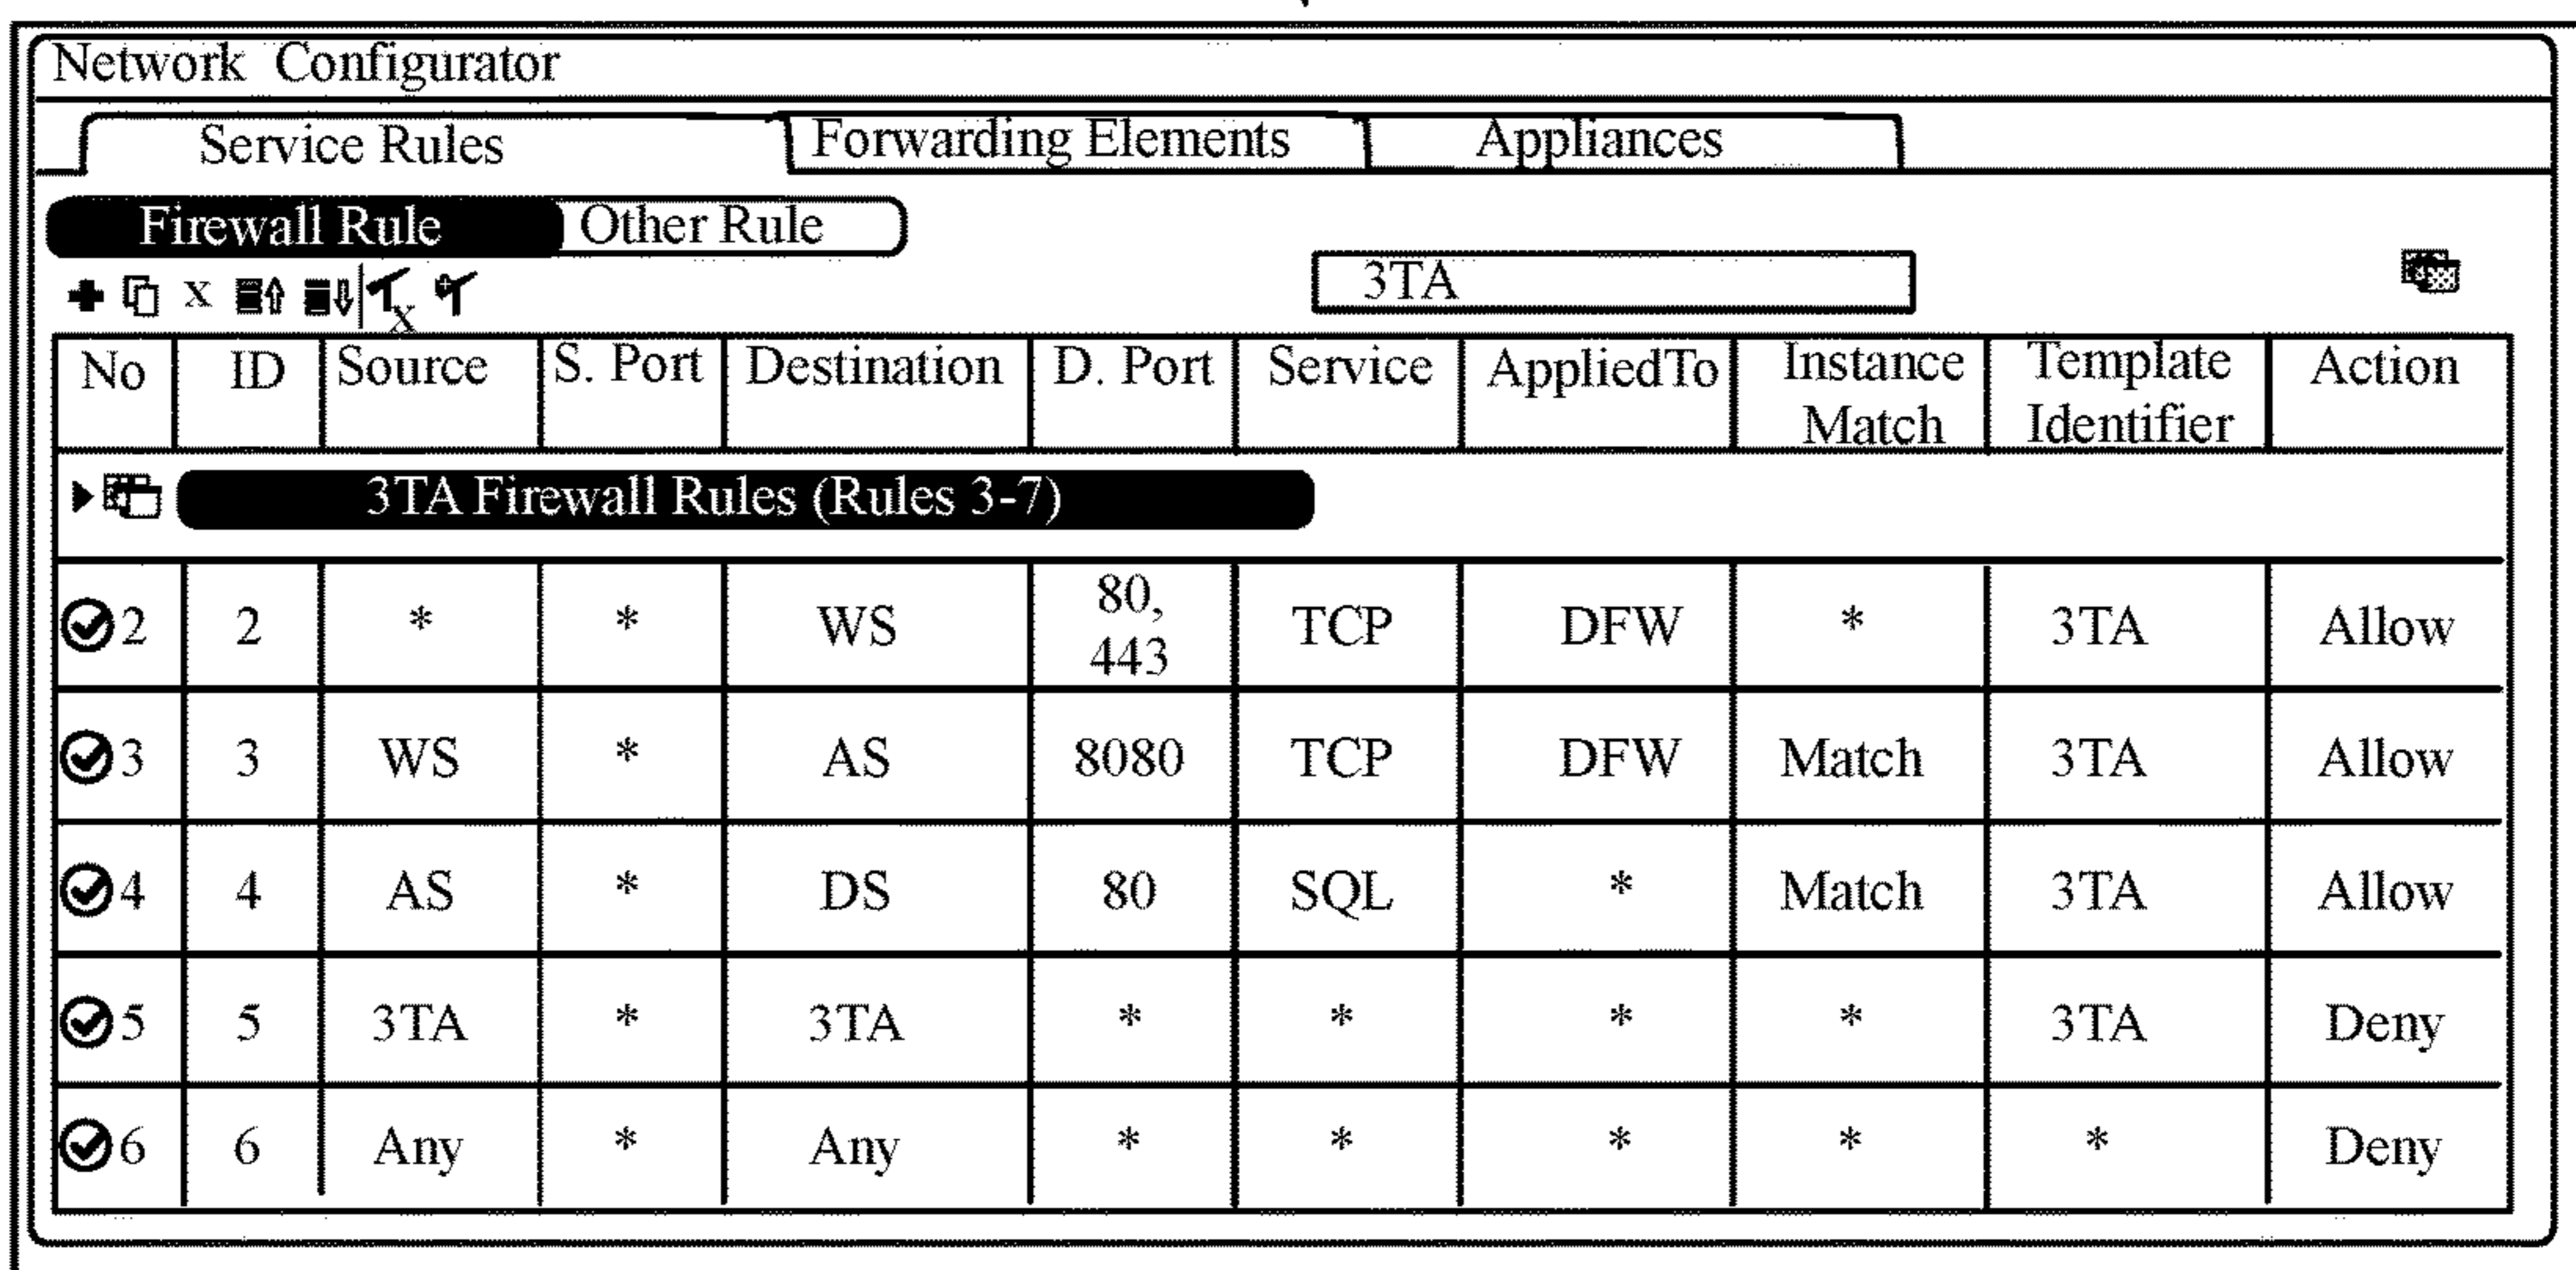 Network Configurator
Service Rules Forwarding Elements Appliances
Firewall Rule Other Rule
x x 3TA
No ID Source S. Port Destination D. Port Service AppliedTo Instance Match Template Identifier Action
3TA Firewall Rules (Rules 3-7)
2 2 * * WS 80, 443 TCP DFW * 3TA Allow
3 3 WS * AS 8080 TCP DFW Match 3TA Allow
4 4 AS * DS 80 SQL * Match 3TA Allow
5 5 3TA * 3TA * * * * 3TA Deny
6 6 Any * Any * * * * * Deny